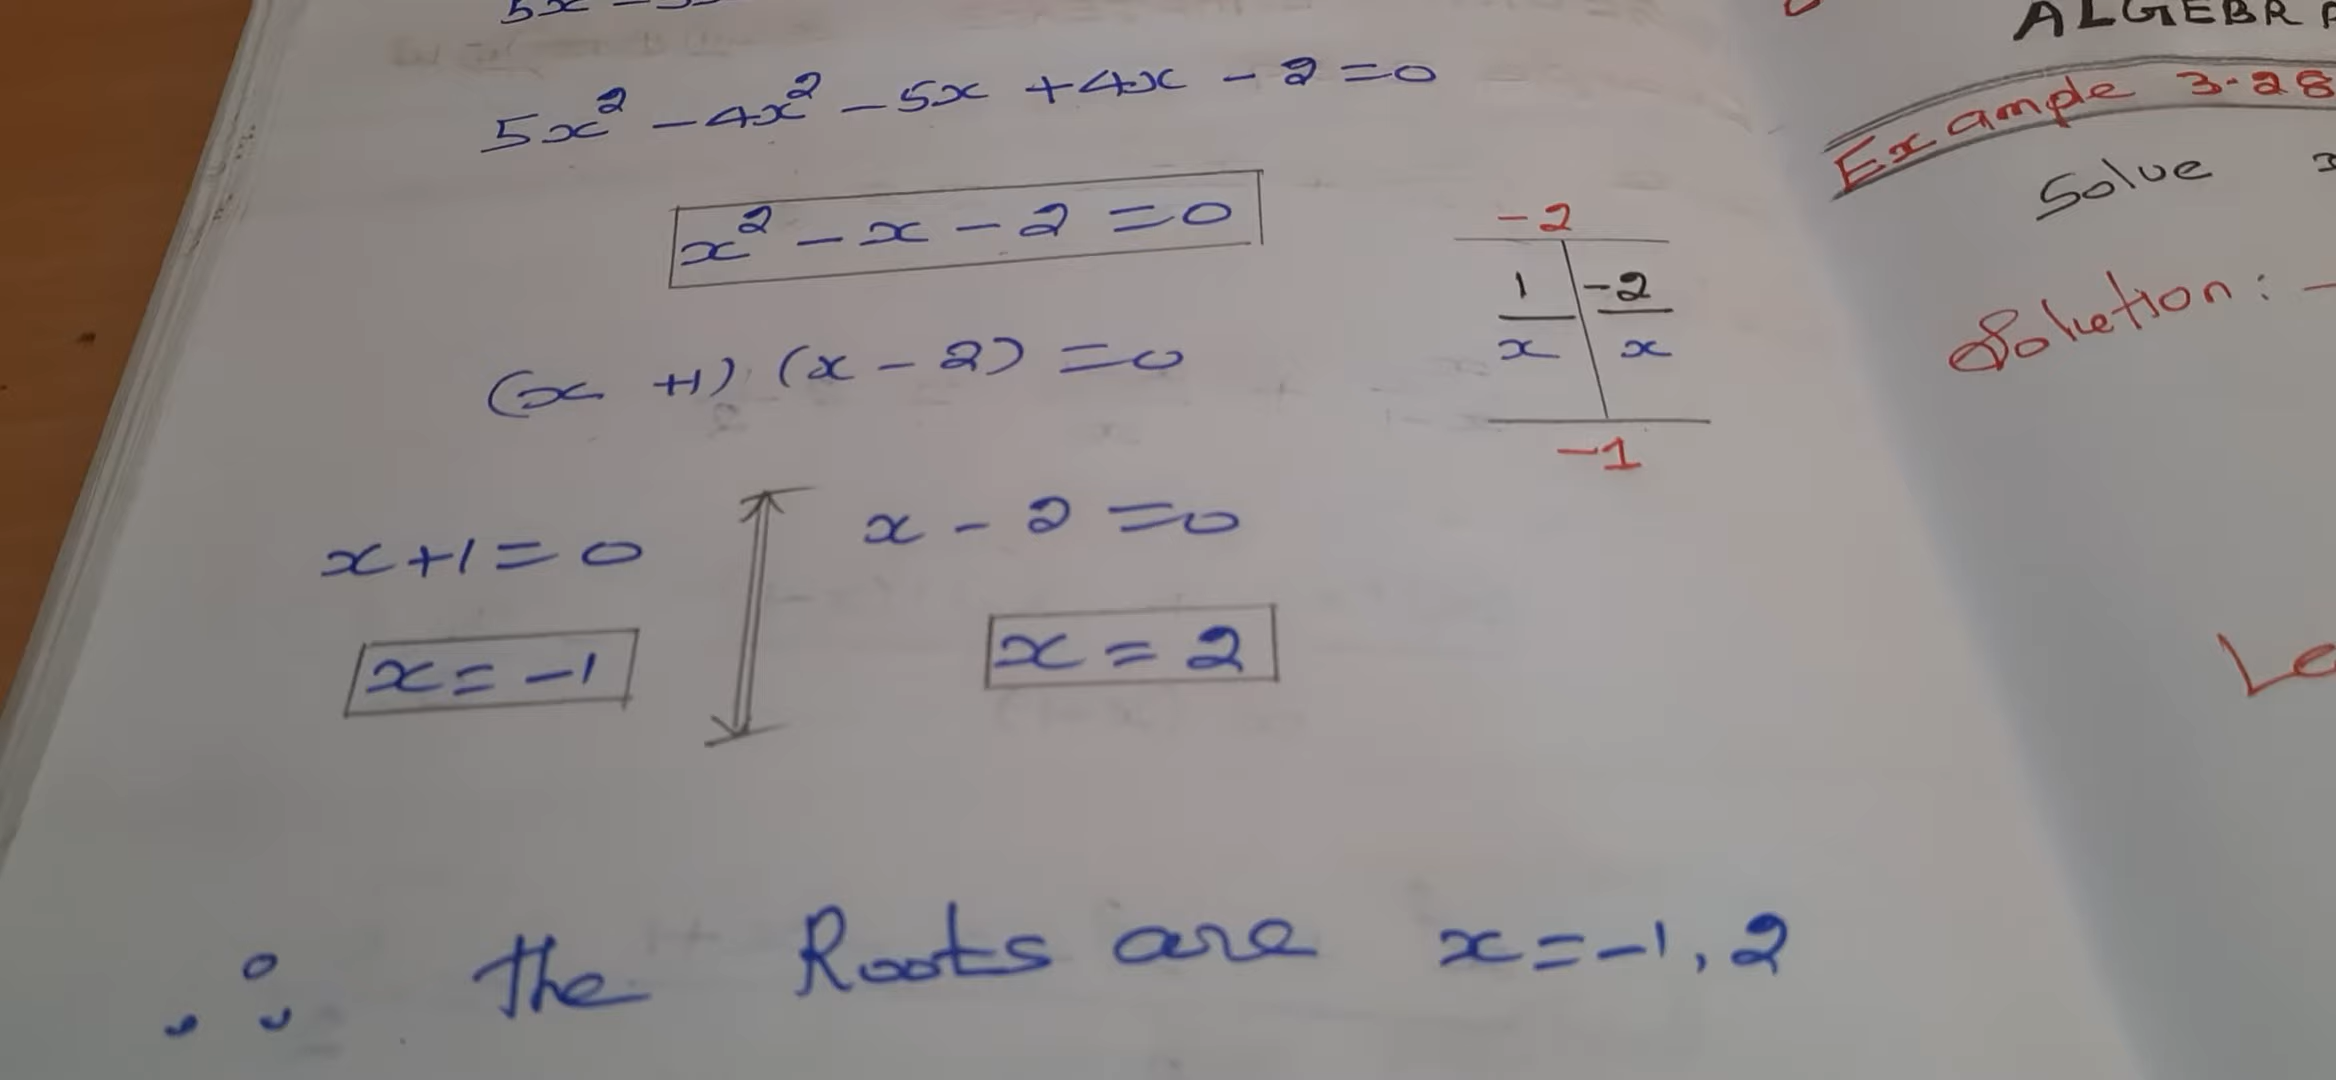 5x² - 4x² - 5x + 4x - 2 = 0
x² - x - 2 = 0
(x + 1) (x - 2) = 0
-2
1 | -2
x | x
-1
x + 1 = 0
x = -1
x - 2 = 0
x = 2
∴ the Roots are x = -1, 2
ALGEBR
Example 3.28
Solve
Solution: -